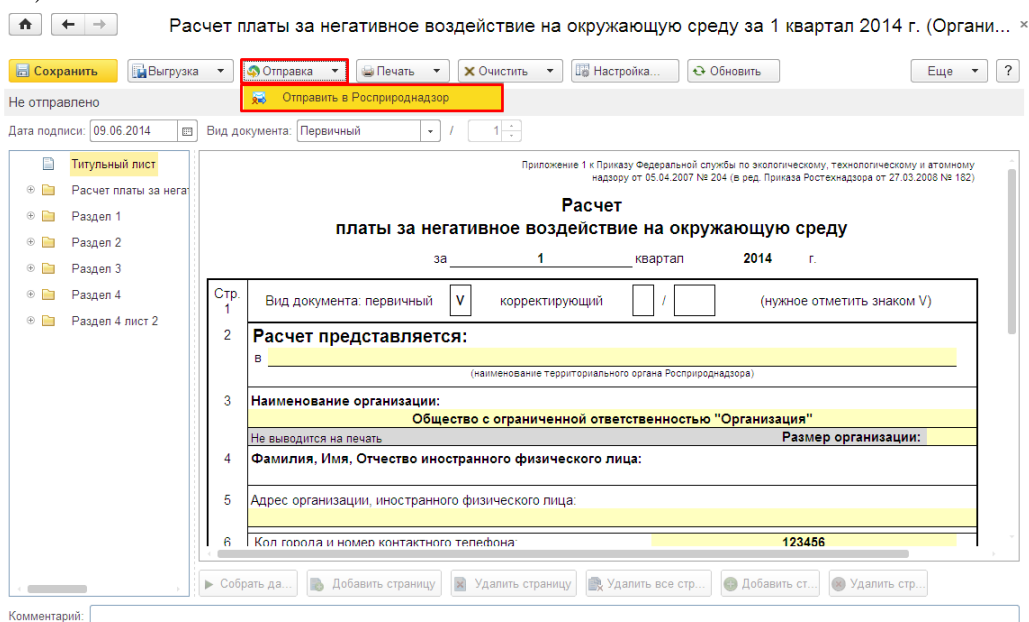 Расчет платы за негативное воздействие на окружающую среду за 1 квартал 2014 г. (Органи... ×
Сохранить Выгрузка Отправка Печать Очистить Настройка... Обновить Еще ?
Отправить в Росприроднадзор
Не отправлено
Дата подписи: 09.06.2014 Вид документа: Первичный / 1
Титульный лист
Расчет платы за негат
Раздел 1
Раздел 2
Раздел 3
Раздел 4
Раздел 4 лист 2
Приложение 1 к Приказу Федеральной службы по экологическому, технологическому и атомному
надзору от 05.04.2007 № 204 (в ред. Приказа Ростехнадзора от 27.03.2008 № 182)
Расчет
платы за негативное воздействие на окружающую среду
за 1 квартал 2014 г.
Стр. 1 Вид документа: первичный V корректирующий / (нужное отметить знаком V)
2 Расчет представляется:
в
(наименование территориального органа Росприроднадзора)
3 Наименование организации:
Общество с ограниченной ответственностью "Организация"
Не выводится на печать Размер организации:
4 Фамилия, Имя, Отчество иностранного физического лица:
5 Адрес организации, иностранного физического лица:
6 Код города и номер контактного телефона: 123456
Собрать да... Добавить страницу Удалить страницу Удалить все стр... Добавить ст... Удалить стр...
Комментарий: